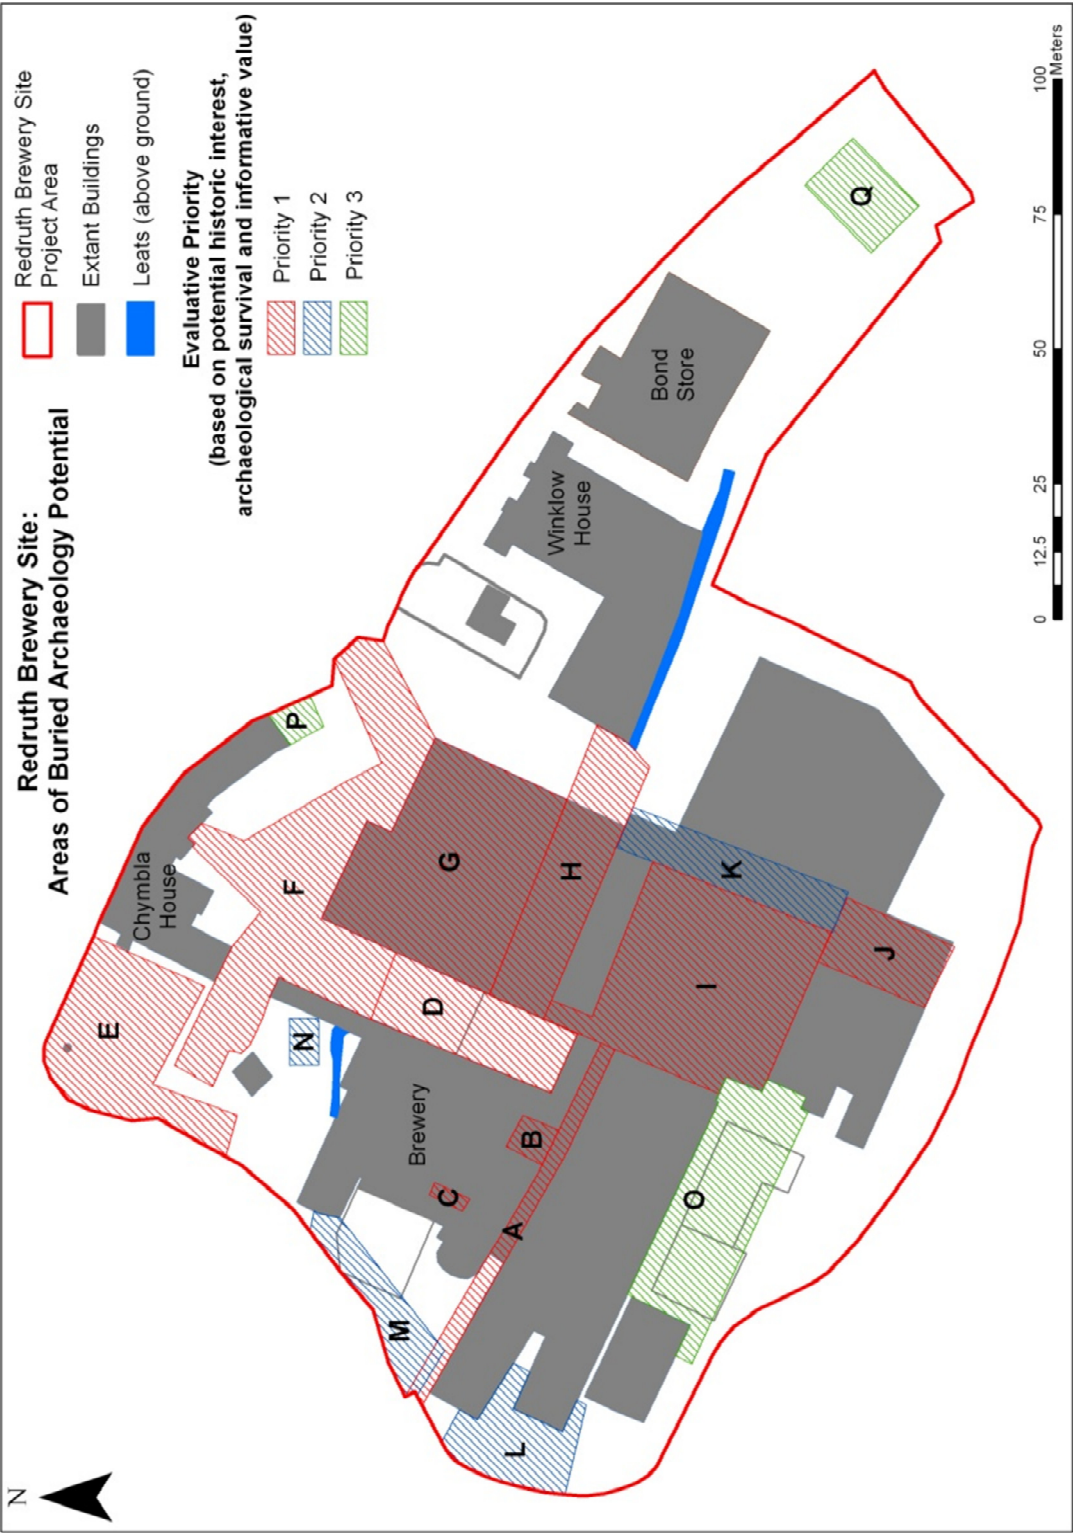 Redruth Brewery Site:
Areas of Buried Archaeology Potential
Redruth Brewery Site
Project Area
Extant Buildings
Leats (above ground)
Evaluative Priority
(based on potential historic interest,
archaeological survival and informative value)
Priority 1
Priority 2
Priority 3
N
E
Chymbla
House
P
F
N
D
G
M
Brewery
C
B
A
H
Winklow
House
Bond
Store
Q
L
O
I
K
J
0
12.5
25
50
75
100
Meters